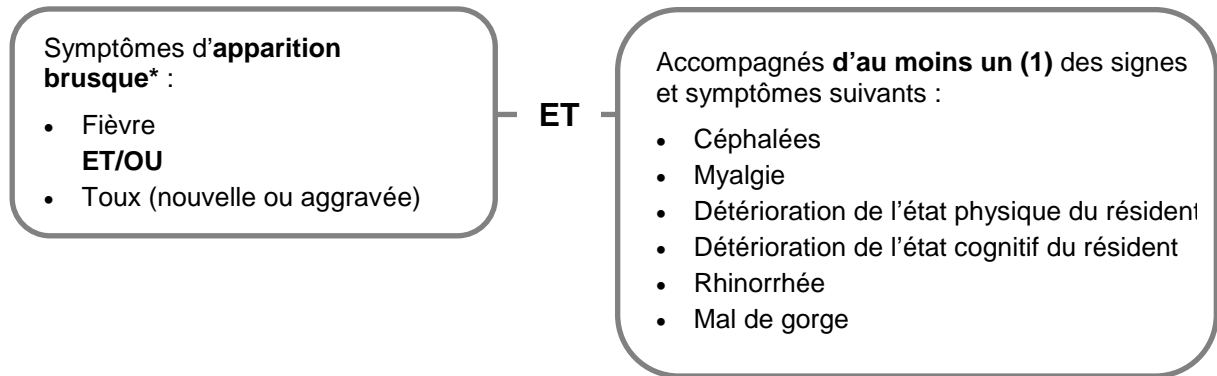 Symptômes d'apparition
brusque* :
• Fièvre
ET/OU
• Toux (nouvelle ou aggravée)
ET
Accompagnés d'au moins un (1) des signes
et symptômes suivants :
• Céphalées
• Myalgie
• Détérioration de l'état physique du résident
• Détérioration de l'état cognitif du résident
• Rhinorrhée
• Mal de gorge